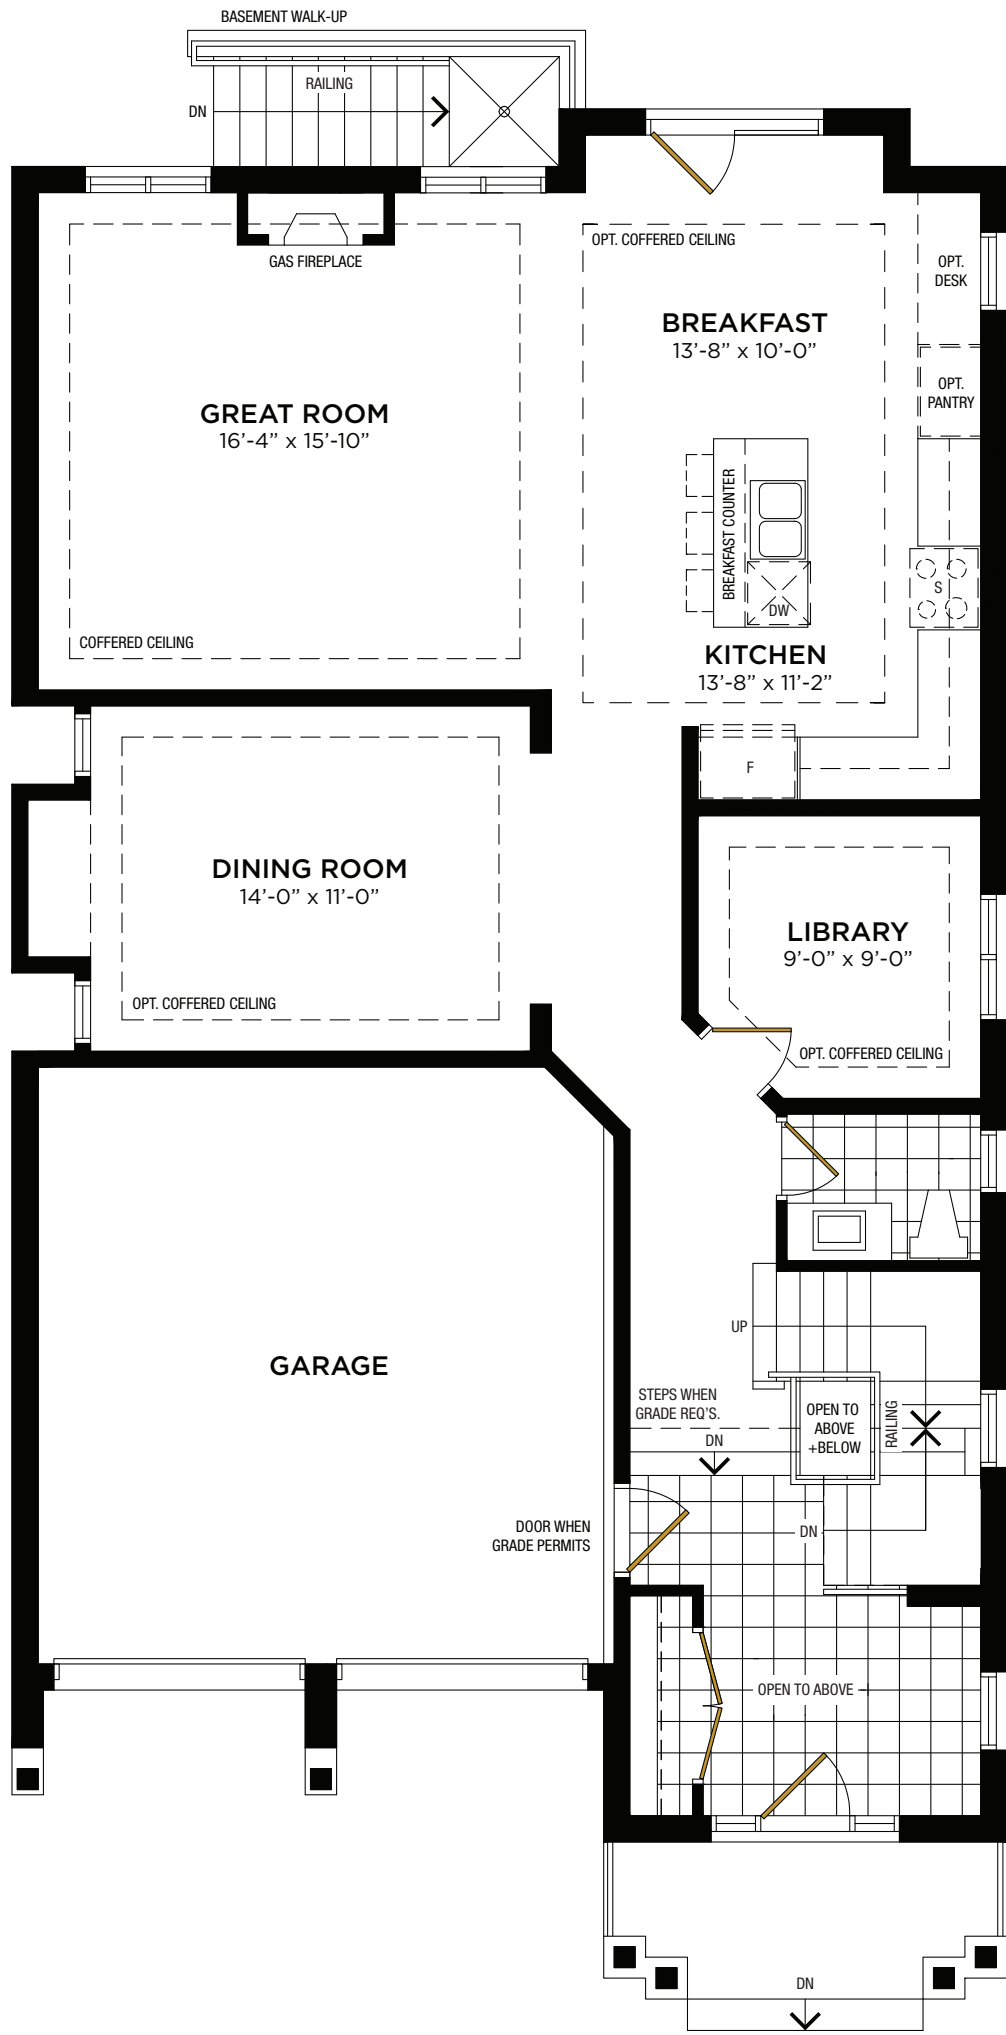 BASEMENT WALK-UP
RAILING
DN
GAS FIREPLACE
OPT. COFFERED CEILING
OPT.
DESK
BREAKFAST
13’-8” x 10’-0”
OPT.
PANTRY
GREAT ROOM
16’-4” x 15’-10”
BREAKFAST COUNTER
S
DW
COFFERED CEILING
KITCHEN
13’-8” x 11’-2”
F
DINING ROOM
14’-0” x 11’-0”
LIBRARY
9’-0” x 9’-0”
OPT. COFFERED CEILING
OPT. COFFERED CEILING
UP
GARAGE
STEPS WHEN
GRADE REQ’S.
OPEN TO
ABOVE
+BELOW
RAILING
DN
DOOR WHEN
GRADE PERMITS
DN
OPEN TO ABOVE
DN